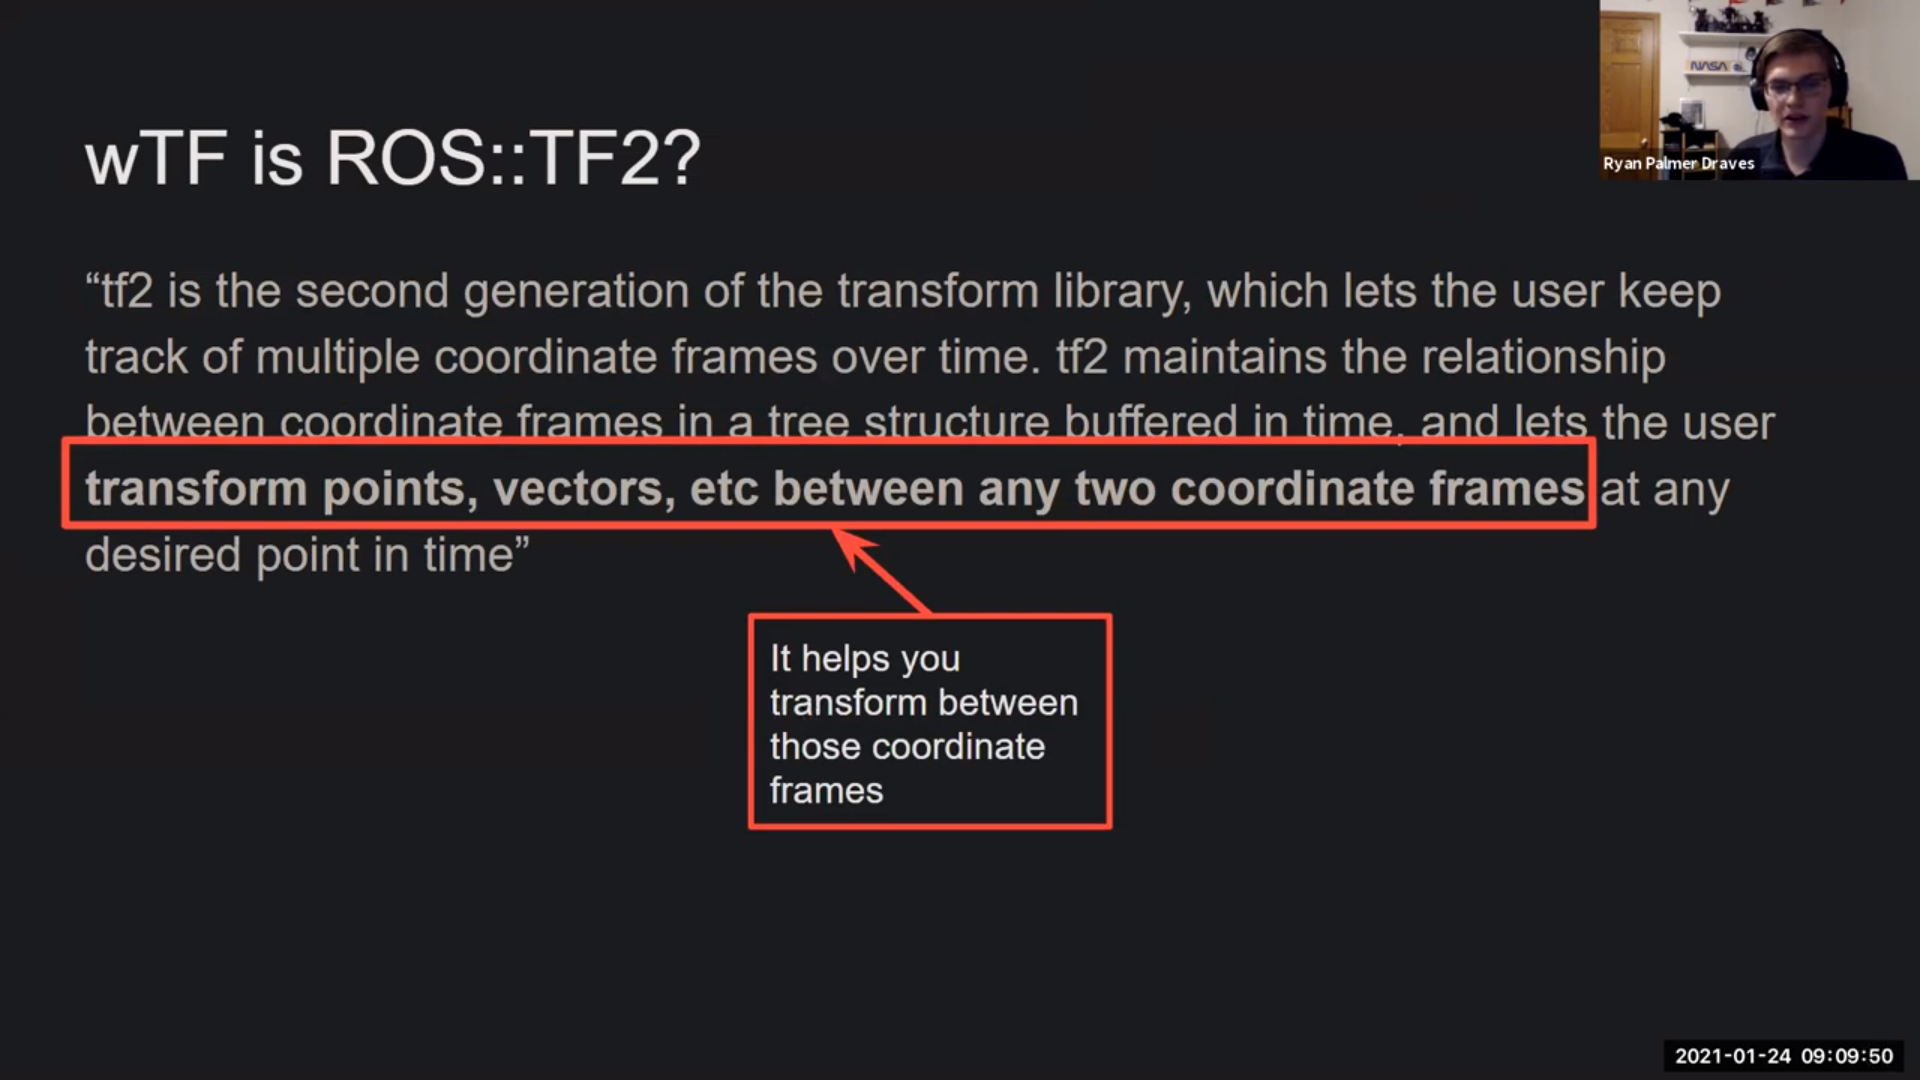 wTF is ROS::TF2?
“tf2 is the second generation of the transform library, which lets the user keep
track of multiple coordinate frames over time. tf2 maintains the relationship
between coordinate frames in a tree structure buffered in time, and lets the user
transform points, vectors, etc between any two coordinate frames at any
desired point in time”
It helps you
transform between
those coordinate
frames
NASA
Ryan Palmer Draves
2021-01-24 09:09:50